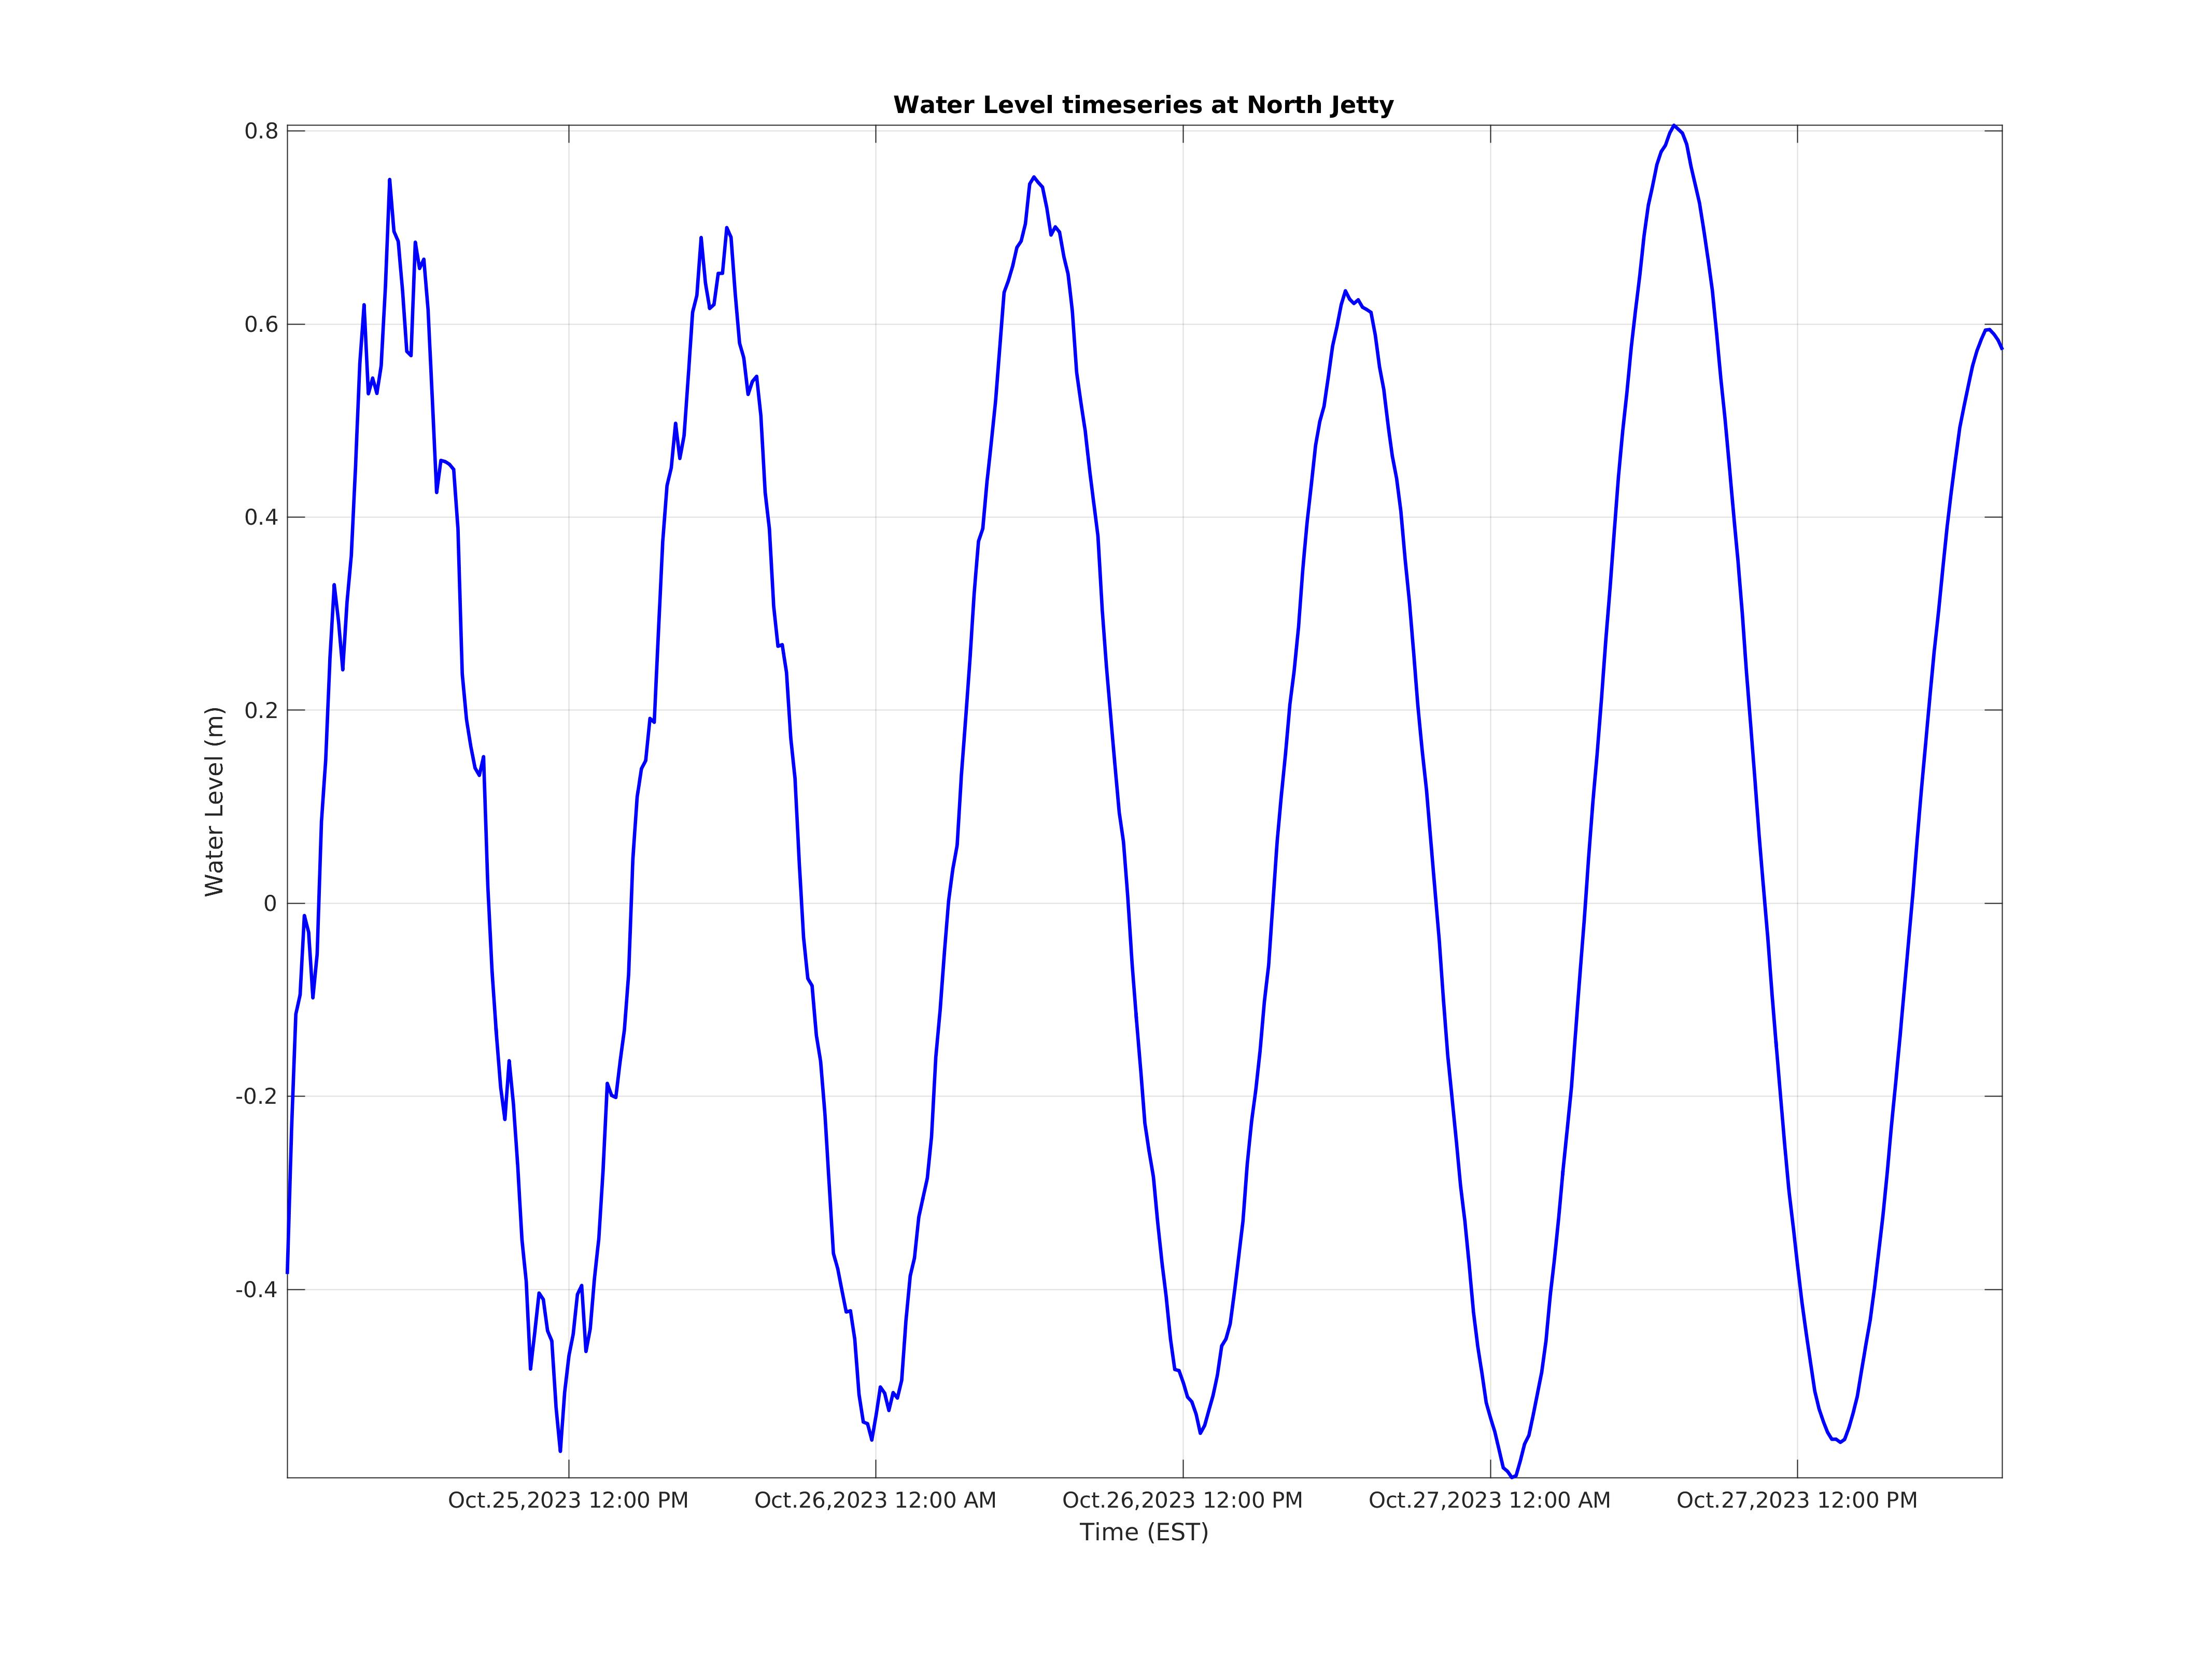 Water Level timeseries at North Jetty
0.8
0.6
0.4
0.2
0
-0.2
-0.4
Water Level (m)
Oct.25,2023 12:00 PM
Oct.26,2023 12:00 AM
Oct.26,2023 12:00 PM
Oct.27,2023 12:00 AM
Oct.27,2023 12:00 PM
Time (EST)